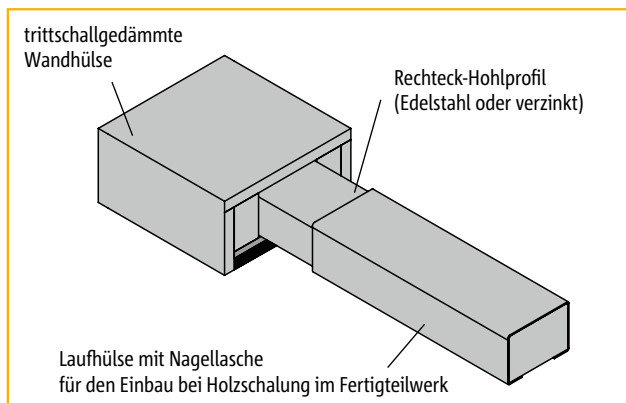 trittschallgedämmte
Wandhülse
Rechteck-Hohlprofil
(Edelstahl oder verzinkt)
Laufhülse mit Nagellasche
für den Einbau bei Holzschalung im Fertigteilwerk